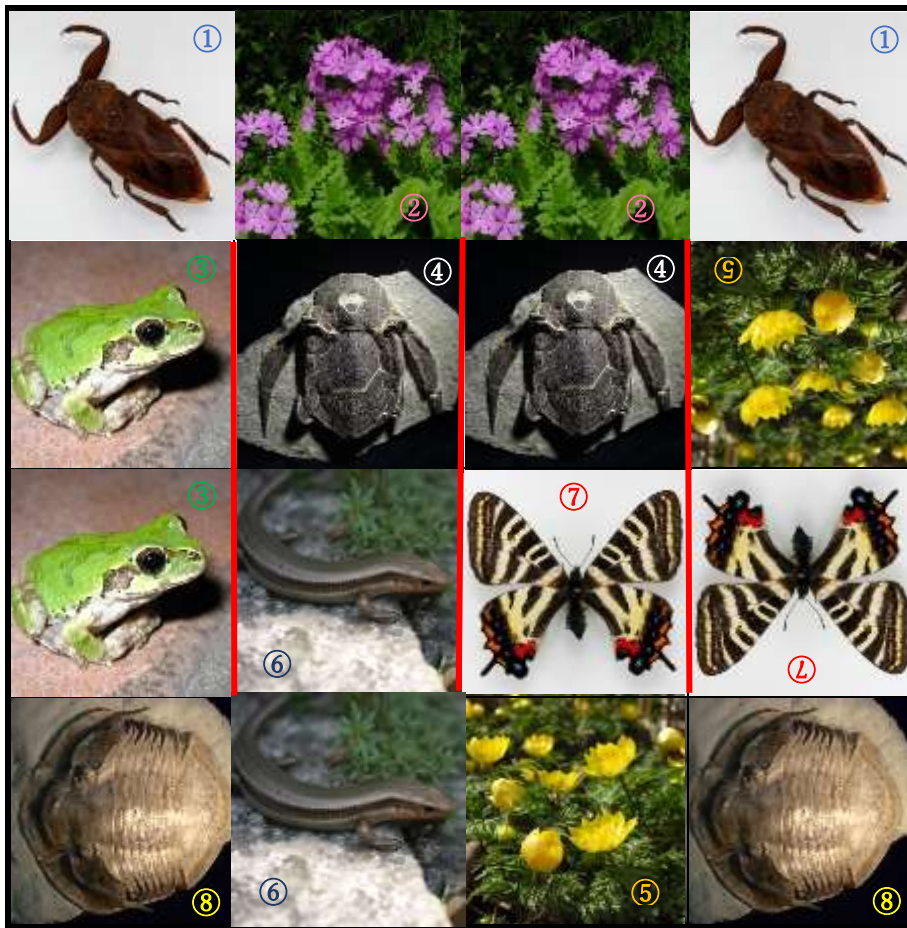 ① ② ② ①
③ ④ ④ ⑤
③ ⑥ ⑦ ⑦
⑧ ⑥ ⑤ ⑧